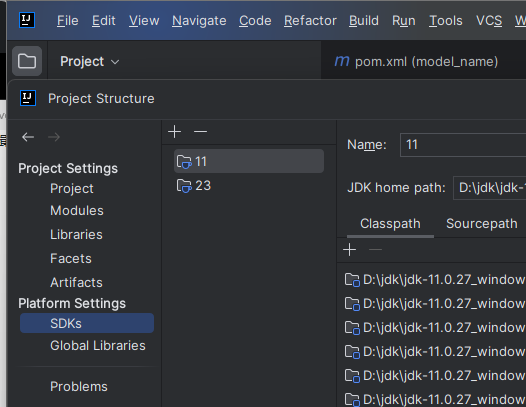 IJ File Edit View Navigate Code Refactor Build Run Tools VCS
Project
m pom.xml (model_name)
IJ Project Structure
Project Settings
Project
Modules
Libraries
Facets
Artifacts
Platform Settings
SDKs
Global Libraries
Problems
11
23
Name: 11
JDK home path: D:\jdk\jdk-1
Classpath Sourcepath
D:\jdk\jdk-11.0.27_window
D:\jdk\jdk-11.0.27_window
D:\jdk\jdk-11.0.27_window
D:\jdk\jdk-11.0.27_window
D:\jdk\jdk-11.0.27_window
D:\jdk\jdk-11.0.27_window